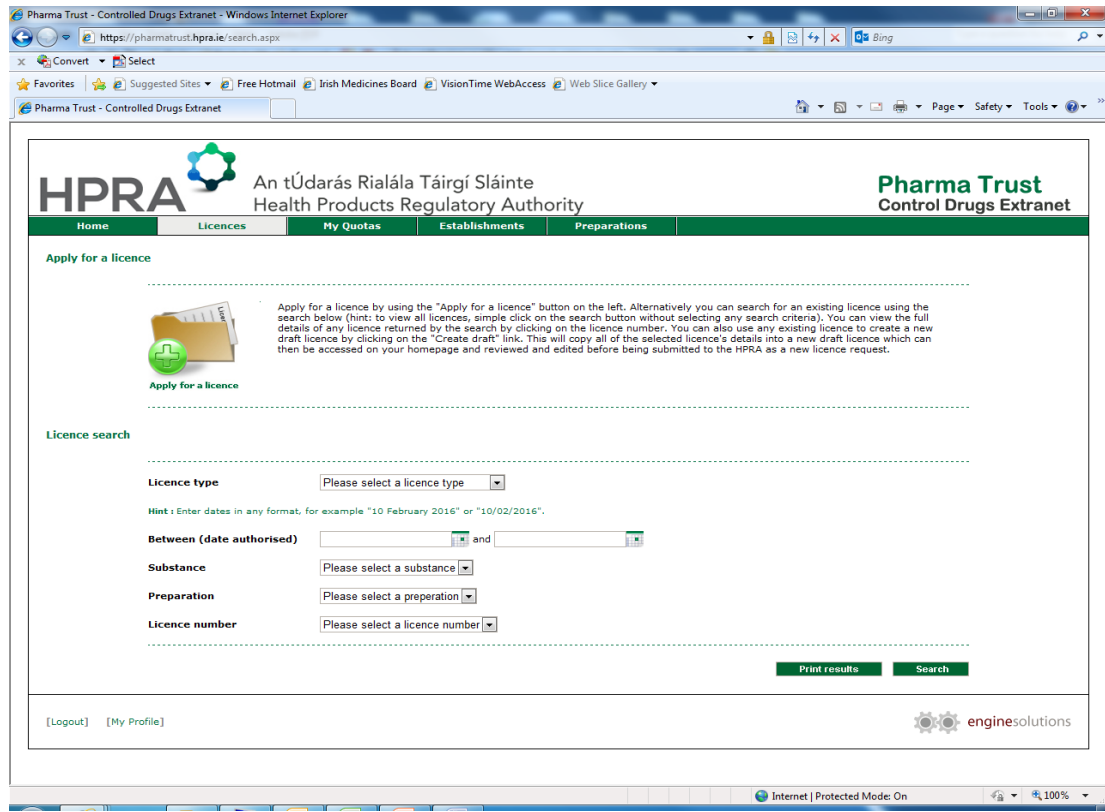 Pharma Trust - Controlled Drugs Extranet - Windows Internet Explorer
https://pharmatrust.hpra.ie/search.aspx
Bing
x Convert Select
Favorites Suggested Sites Free Hotmail Irish Medicines Board VisionTime WebAccess Web Slice Gallery
Pharma Trust - Controlled Drugs Extranet
Page Safety Tools
HPRA
An tÚdarás Rialála Táirgí Sláinte
Health Products Regulatory Authority
Pharma Trust
Control Drugs Extranet
Home Licences My Quotas Establishments Preparations
Apply for a licence
Licen
Apply for a licence by using the "Apply for a licence" button on the left. Alternatively you can search for an existing licence using the
search below (hint: to view all licences, simple click on the search button without selecting any search criteria). You can view the full
details of any licence returned by the search by clicking on the licence number. You can also use any existing licence to create a new
draft licence by clicking on the "Create draft" link. This will copy all of the selected licence's details into a new draft licence which can
then be accessed on your homepage and reviewed and edited before being submitted to the HPRA as a new licence request.
Apply for a licence
Licence search
Licence type Please select a licence type
Hint : Enter dates in any format, for example "10 February 2016" or "10/02/2016".
Between (date authorised) and
Substance Please select a substance
Preparation Please select a preperation
Licence number Please select a licence number
Print results Search
[Logout] [My Profile]
enginesolutions
Internet | Protected Mode: On 100%